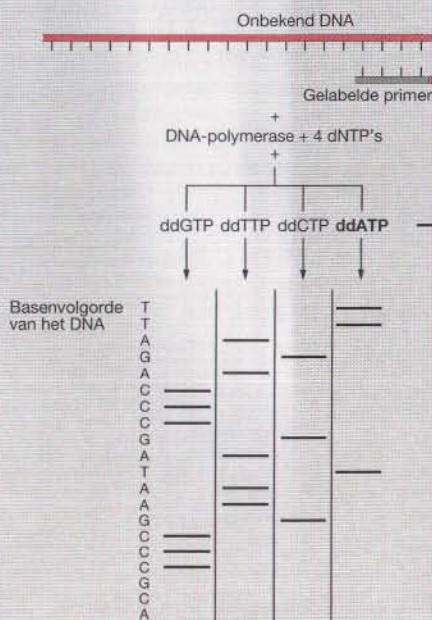 Onbekend DNA
Gelabelde primer
+
DNA-polymerase + 4 dNTP's
+
ddGTP ddTTP ddCTP ddATP
Basenvolgorde T
van het DNA T
A
G
A
C
C
C
G
A
T
A
A
G
C
C
C
G
C
A